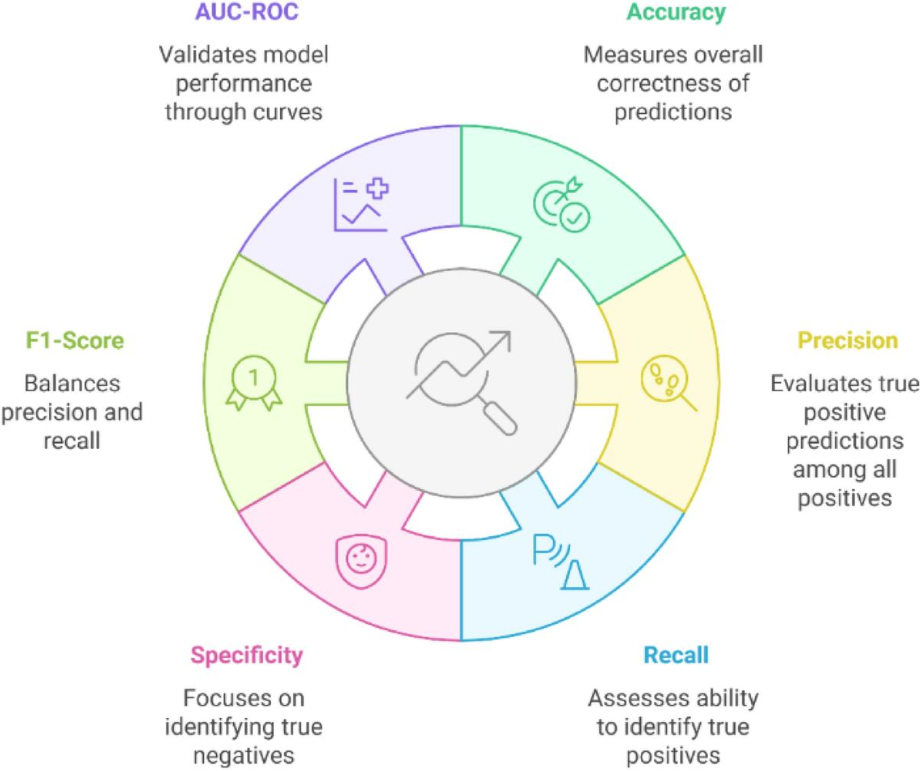 AUC-ROC
Validates model
performance
through curves
Accuracy
Measures overall
correctness of
predictions
F1-Score
Balances
precision and
recall
1
Precision
Evaluates true
positive
predictions
among all
positives
P
Specificity
Focuses on
identifying true
negatives
Recall
Assesses ability
to identify true
positives